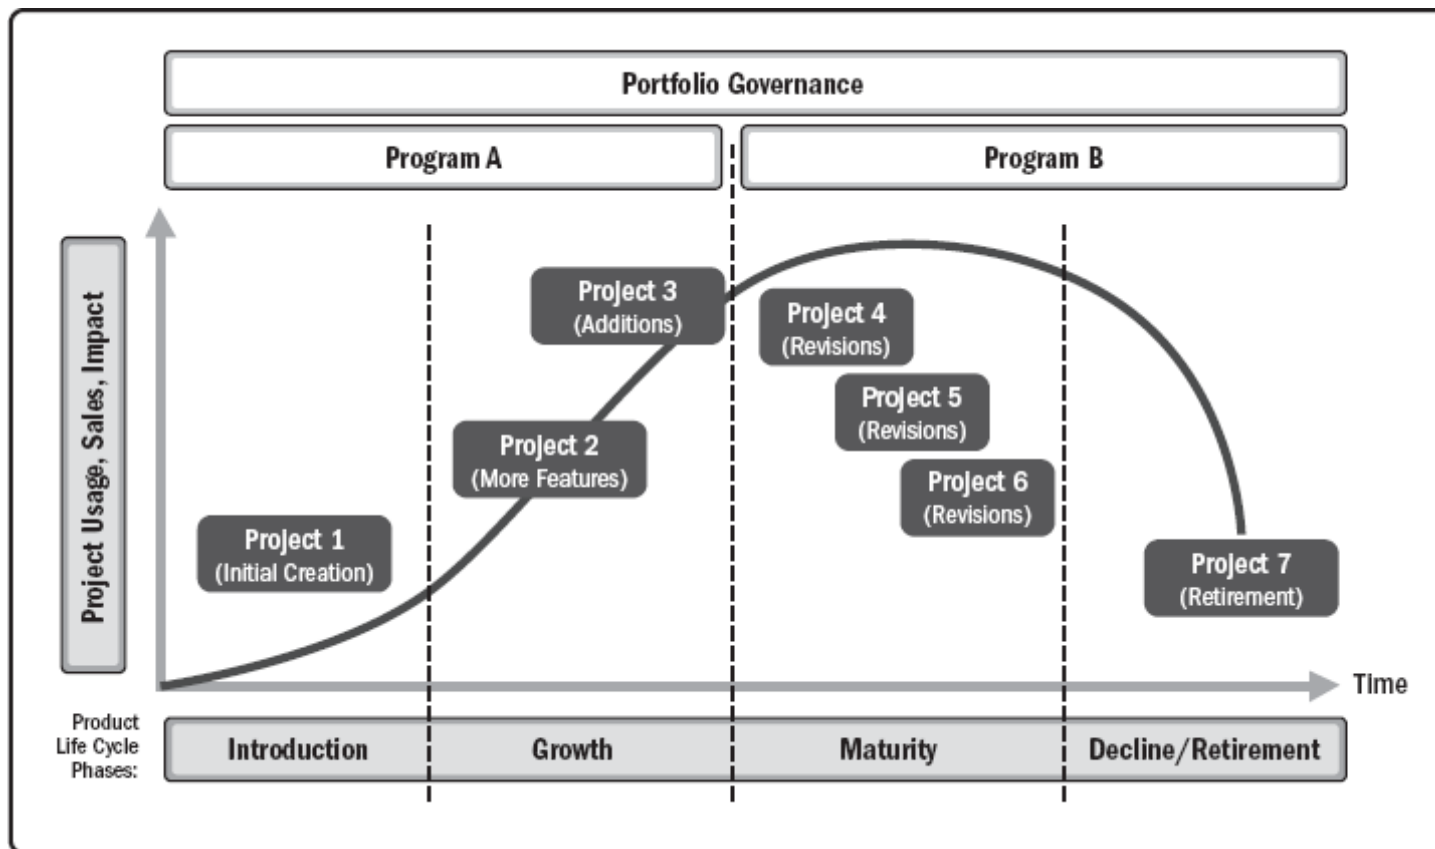 Portfolio Governance
Program A
Program B
Project Usage, Sales, Impact
Project 3
(Additions)
Project 4
(Revisions)
Project 5
(Revisions)
Project 2
(More Features)
Project 6
(Revisions)
Project 1
(Initial Creation)
Project 7
(Retirement)
Time
Product
Life Cycle
Phases:
Introduction
Growth
Maturity
Decline/Retirement